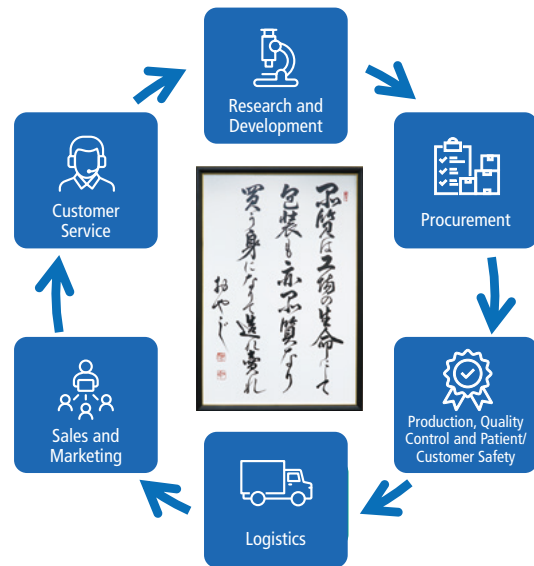 Research and
Development
Customer
Service
Procurement
品質は工場の生命にして
包装も亦品質なり
買う身になりて造れ売れ
おやじ
Sales and
Marketing
Production, Quality
Control and Patient/
Customer Safety
Logistics